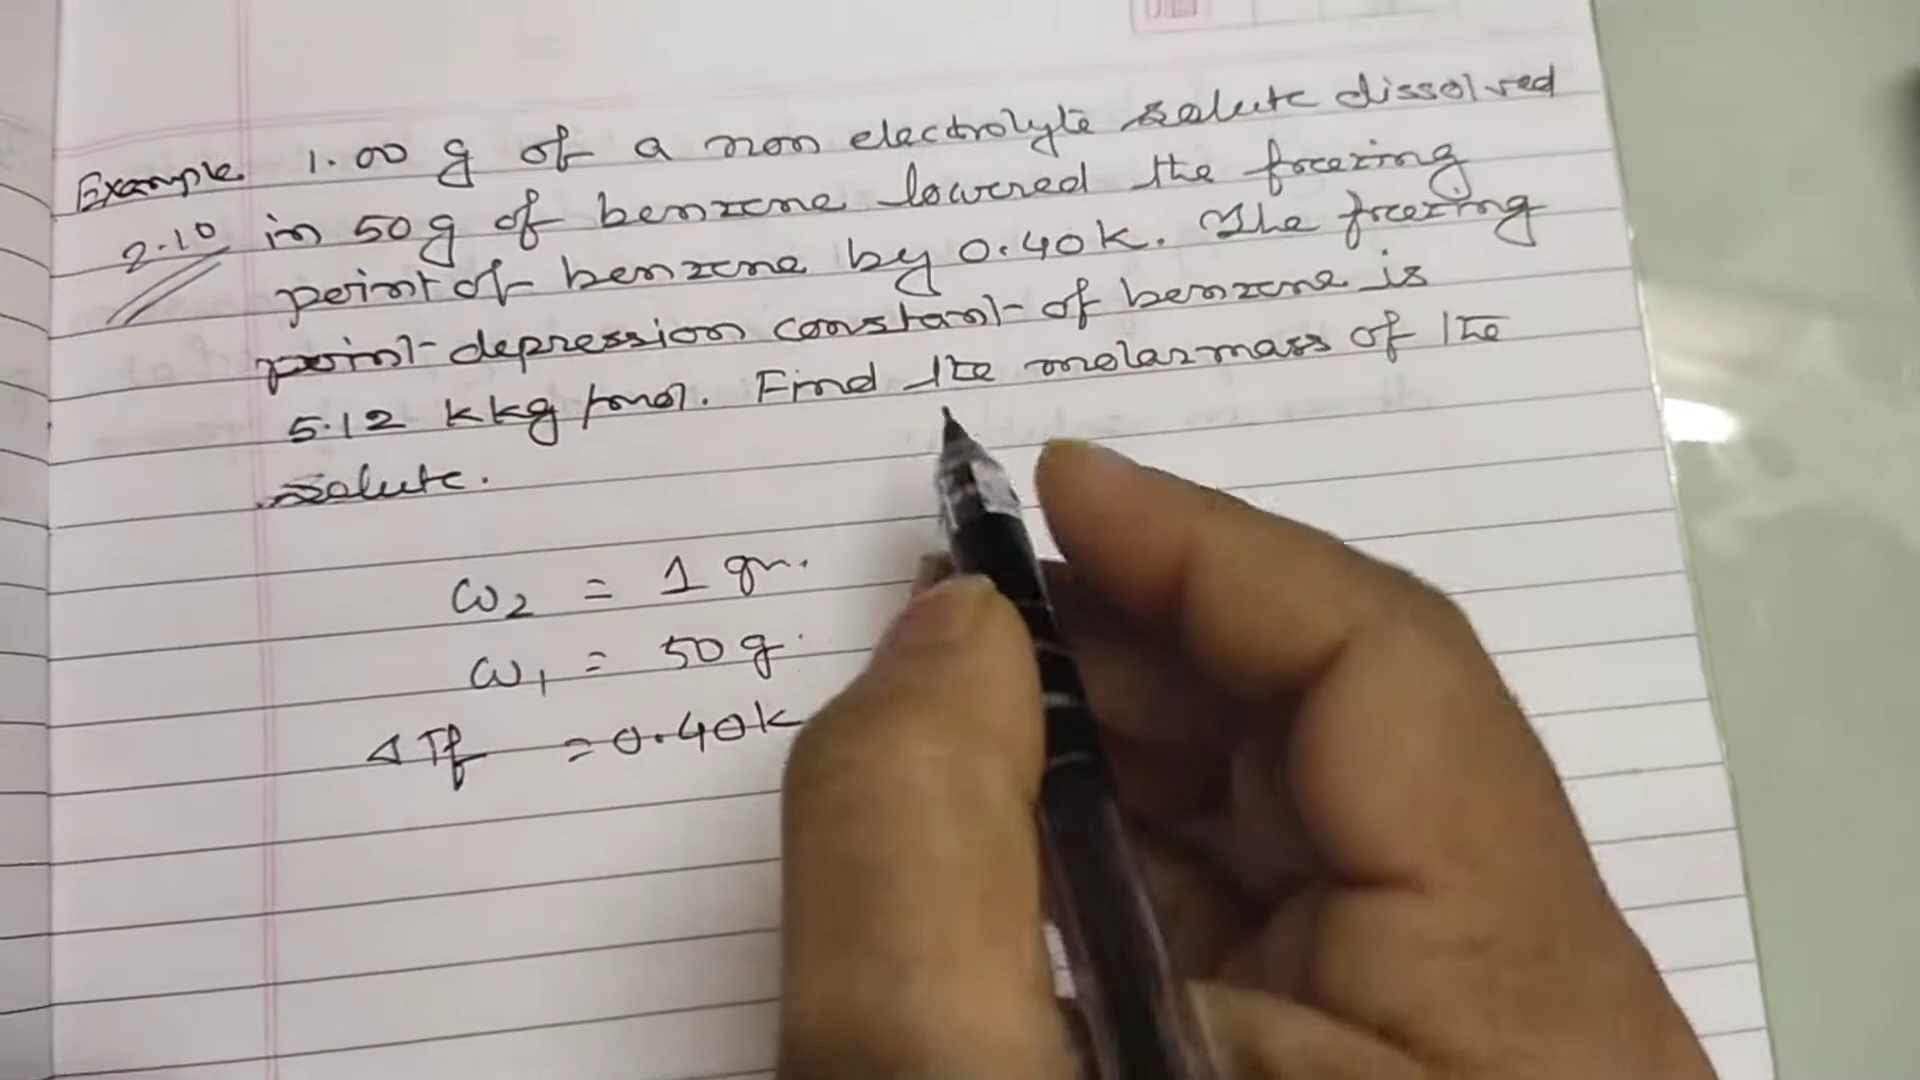 Example 1.00 g of a non electrolyte solute dissolved
2.10 in 50 g of benzene lowered the freezing
point of benzene by 0.40 K. The freezing
point depression constant of benzene is
5.12 K kg/mol. Find the molar mass of the
solute.
ω2 = 1 gm.
ω1 = 50 g.
ΔTf = 0.40K